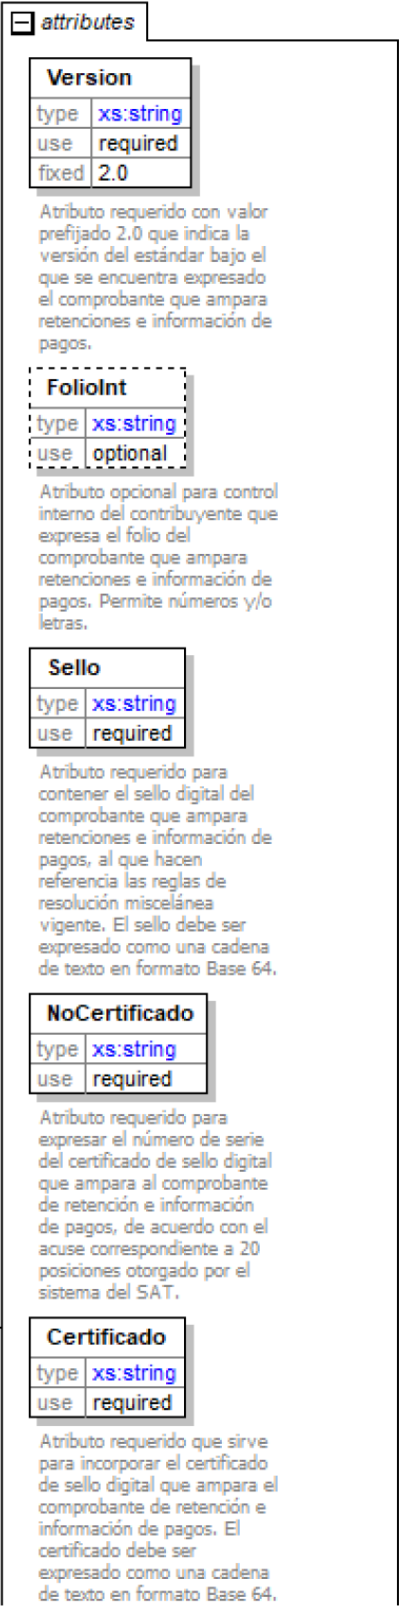 attributes
Version
type xs:string
use required
fixed 2.0
Atributo requerido con valor
prefijado 2.0 que indica la
versión del estándar bajo el
que se encuentra expresado
el comprobante que ampara
retenciones e información de
pagos.
FolioInt
type xs:string
use optional
Atributo opcional para control
interno del contribuyente que
expresa el folio del
comprobante que ampara
retenciones e información de
pagos. Permite números y/o
letras.
Sello
type xs:string
use required
Atributo requerido para
contener el sello digital del
comprobante que ampara
retenciones e información de
pagos, al que hacen
referencia las reglas de
resolución miscelánea
vigente. El sello debe ser
expresado como una cadena
de texto en formato Base 64.
NoCertificado
type xs:string
use required
Atributo requerido para
expresar el número de serie
del certificado de sello digital
que ampara al comprobante
de retención e información
de pagos, de acuerdo con el
acuse correspondiente a 20
posiciones otorgado por el
sistema del SAT.
Certificado
type xs:string
use required
Atributo requerido que sirve
para incorporar el certificado
de sello digital que ampara el
comprobante de retención e
información de pagos. El
certificado debe ser
expresado como una cadena
de texto en formato Base 64.